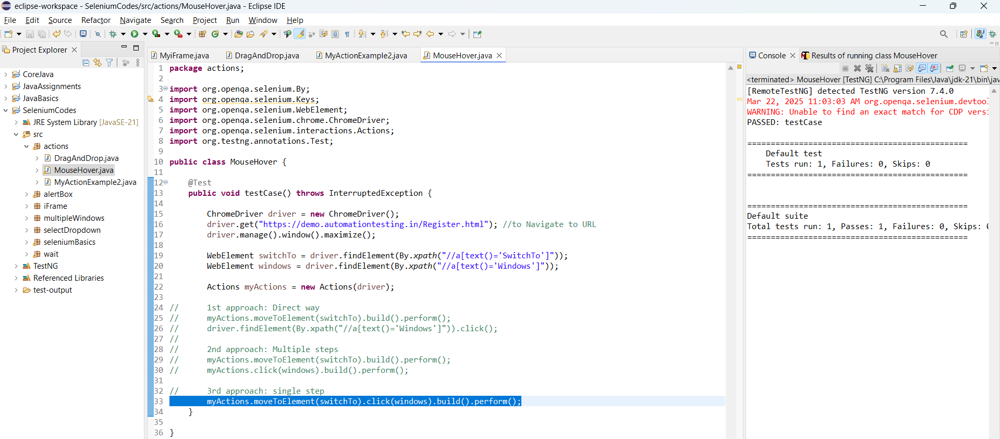 eclipse-workspace - SeleniumCodes/src/actions/MouseHover.java - Eclipse IDE
File Edit Source Refactor Navigate Search Project Run Window Help
Project Explorer
CoreJava
JavaAssignments
JavaBasics
SeleniumCodes
JRE System Library [JavaSE-21]
src
actions
DragAndDrop.java
MouseHover.java
MyActionExample2.java
alertBox
iFrame
multipleWindows
selectDropdown
seleniumBasics
wait
TestNG
Referenced Libraries
test-output
MyiFrame.java DragAndDrop.java MyActionExample2.java MouseHover.java
1 package actions;
2
3 import org.openqa.selenium.By;
4 import org.openqa.selenium.Keys;
5 import org.openqa.selenium.WebElement;
6 import org.openqa.selenium.chrome.ChromeDriver;
7 import org.openqa.selenium.interactions.Actions;
8 import org.testng.annotations.Test;
9
10 public class MouseHover {
11
12 @Test
13 public void testCase() throws InterruptedException {
14
15 ChromeDriver driver = new ChromeDriver();
16 driver.get("https://demo.automationtesting.in/Register.html"); //to Navigate to URL
17 driver.manage().window().maximize();
18
19 WebElement switchTo = driver.findElement(By.xpath("//a[text()='SwitchTo']"));
20 WebElement windows = driver.findElement(By.xpath("//a[text()='Windows']"));
21
22 Actions myActions = new Actions(driver);
23
24 // 1st approach: Direct way
25 // myActions.moveToElement(switchTo).build().perform();
26 // driver.findElement(By.xpath("//a[text()='Windows']")).click();
27 //
28 // 2nd approach: Multiple steps
29 // myActions.moveToElement(switchTo).build().perform();
30 // myActions.click(windows).build().perform();
31
32 // 3rd approach: single step
33 myActions.moveToElement(switchTo).click(windows).build().perform();
34 }
35
36 }
Console Results of running class MouseHover
<terminated> MouseHover [TestNG] C:\Program Files\Java\jdk-21\bin\jav
[RemoteTestNG] detected TestNG version 7.4.0
Mar 22, 2025 11:03:03 AM org.openqa.selenium.devtool
WARNING: Unable to find an exact match for CDP versi
PASSED: testCase
===============================================
Default test
Tests run: 1, Failures: 0, Skips: 0
===============================================
===============================================
Default suite
Total tests run: 1, Passes: 1, Failures: 0, Skips: 0
===============================================